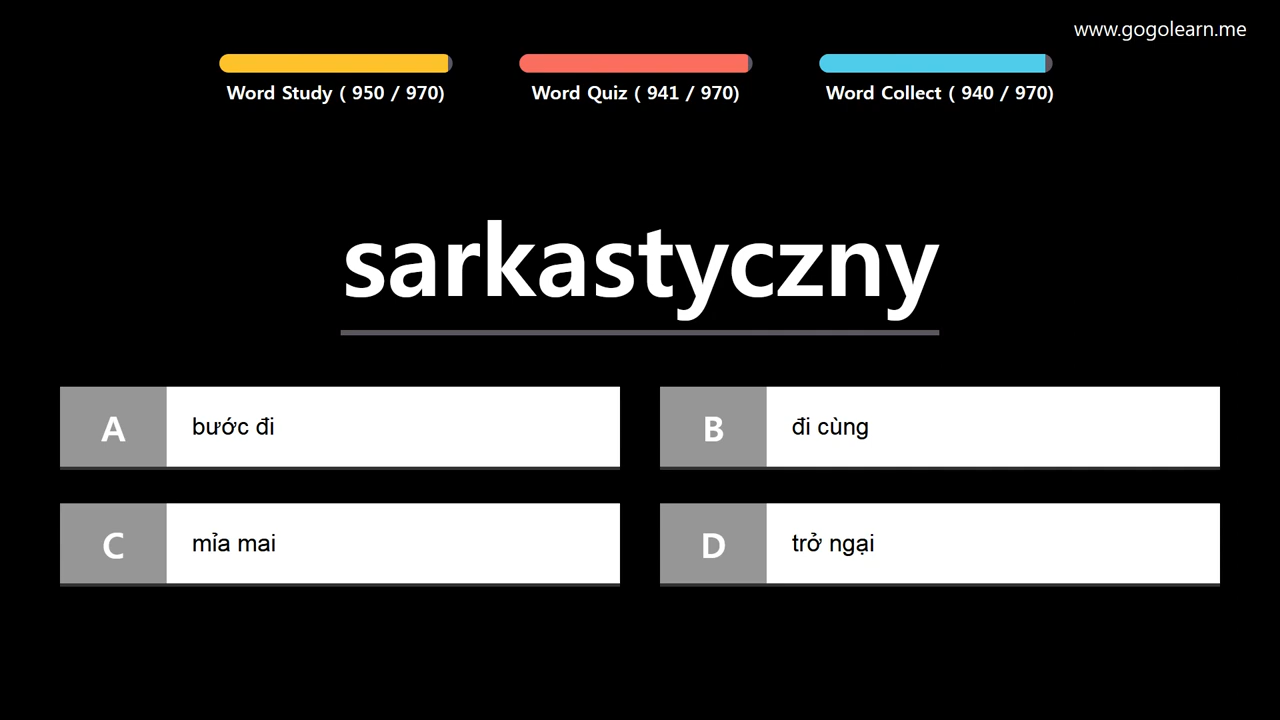 www.gogolearn.me
Word Study ( 950 / 970)
Word Quiz ( 941 / 970)
Word Collect ( 940 / 970)
sarkastyczny
A bước đi
B đi cùng
C mỉa mai
D trở ngại